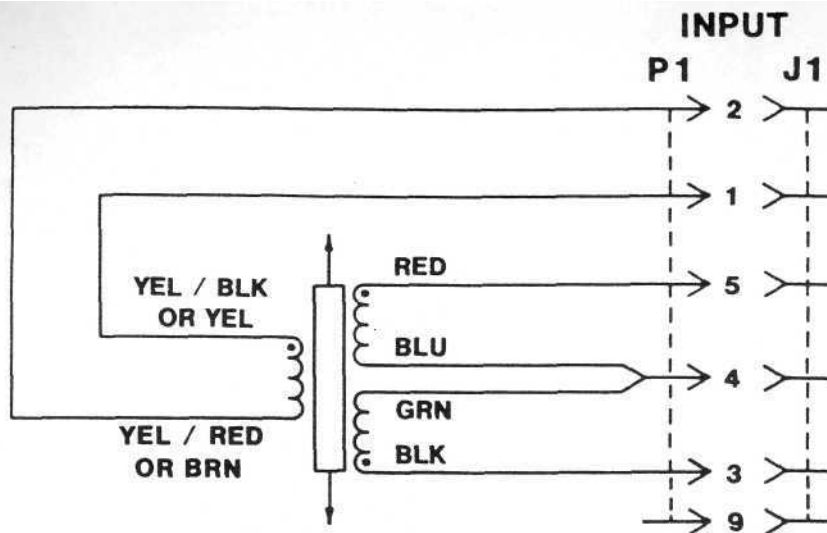 INPUT
P1 J1
2
1
RED
5
YEL / BLK
OR YEL
BLU
4
GRN
YEL / RED
OR BRN
BLK
3
9